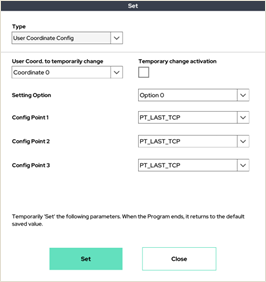 Set
Type
User Coordinate Config
User Coord. to temporarily change
Temporary change activation
Coordinate 0
Setting Option
Option 0
Config Point 1
PT_LAST_TCP
Config Point 2
PT_LAST_TCP
Config Point 3
PT_LAST_TCP
Temporarily 'Set' the following parameters. When the Program ends, it returns to the default
saved value.
Set
Close